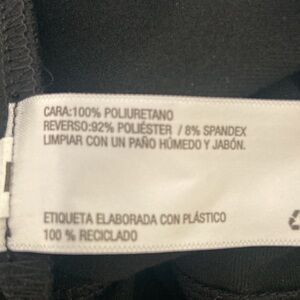 CARA:100% POLIURETANO
REVERSO:92% POLIÉSTER / 8% SPANDEX
LIMPIAR CON UN PAÑO HÚMEDO Y JABÓN.
ETIQUETA ELABORADA CON PLÁSTICO
100 % RECICLADO